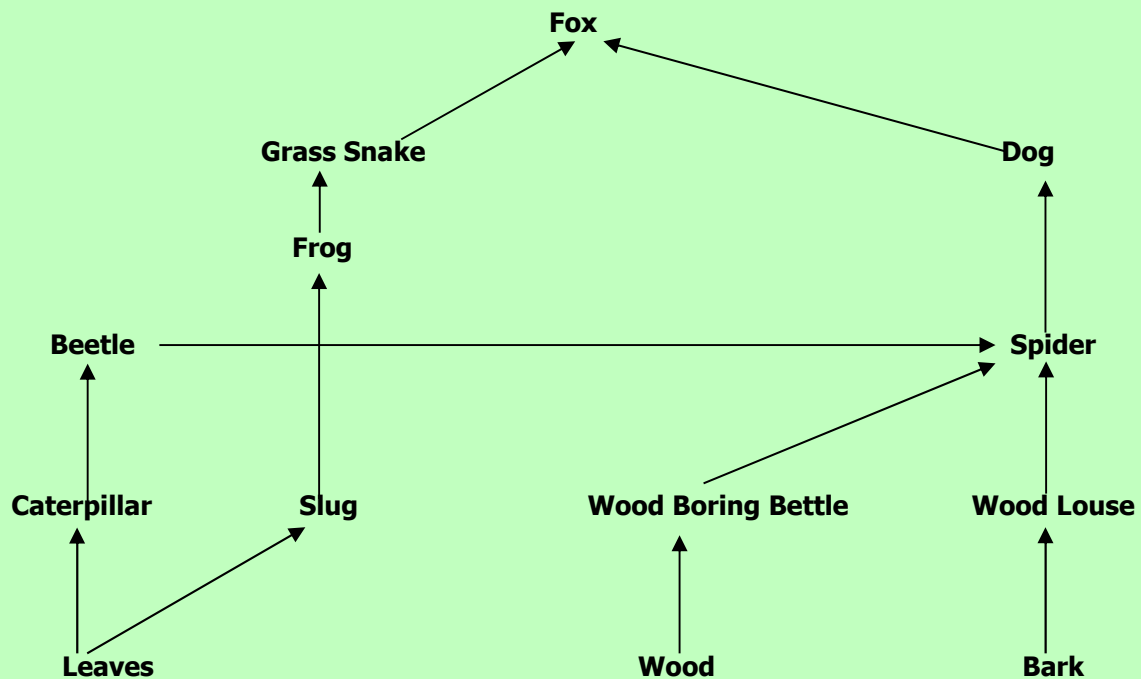 Fox
Grass Snake
Dog
Frog
Beetle
Spider
Caterpillar
Slug
Wood Boring Bettle
Wood Louse
Leaves
Wood
Bark